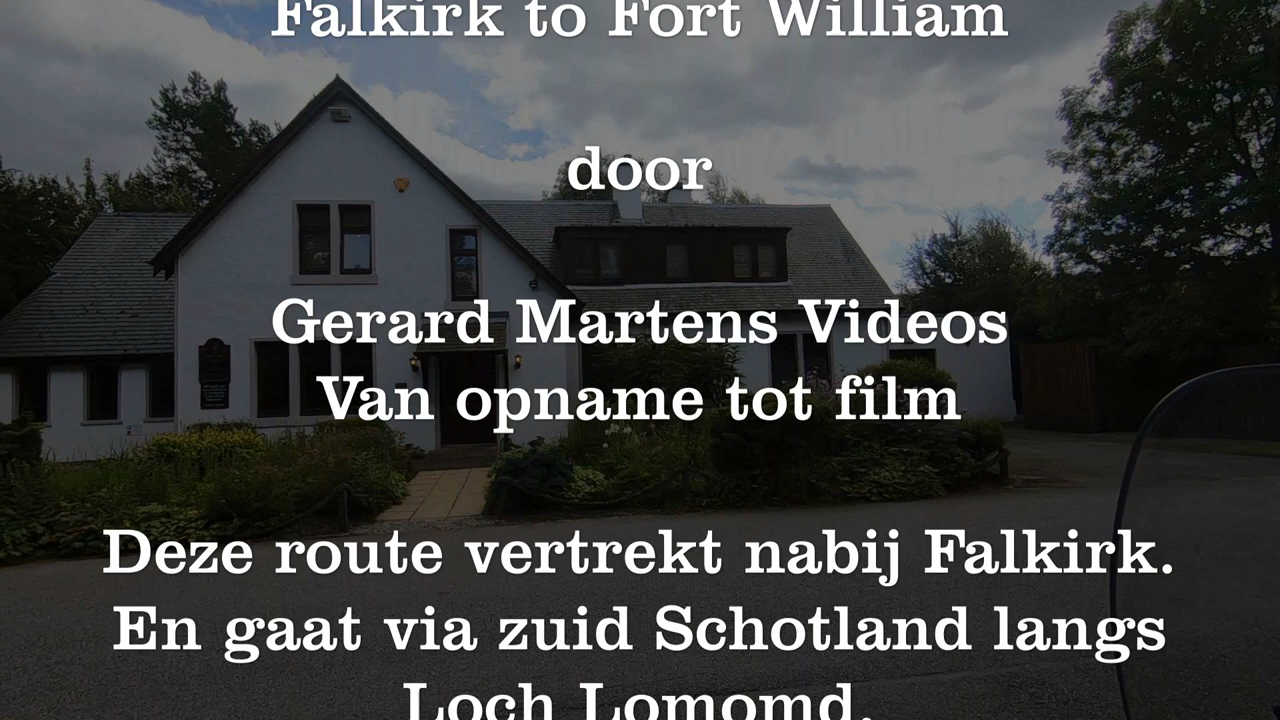 Falkirk to Fort William
door
Gerard Martens Videos
Van opname tot film
Deze route vertrekt nabij Falkirk.
En gaat via zuid Schotland langs
Loch Lomomd.